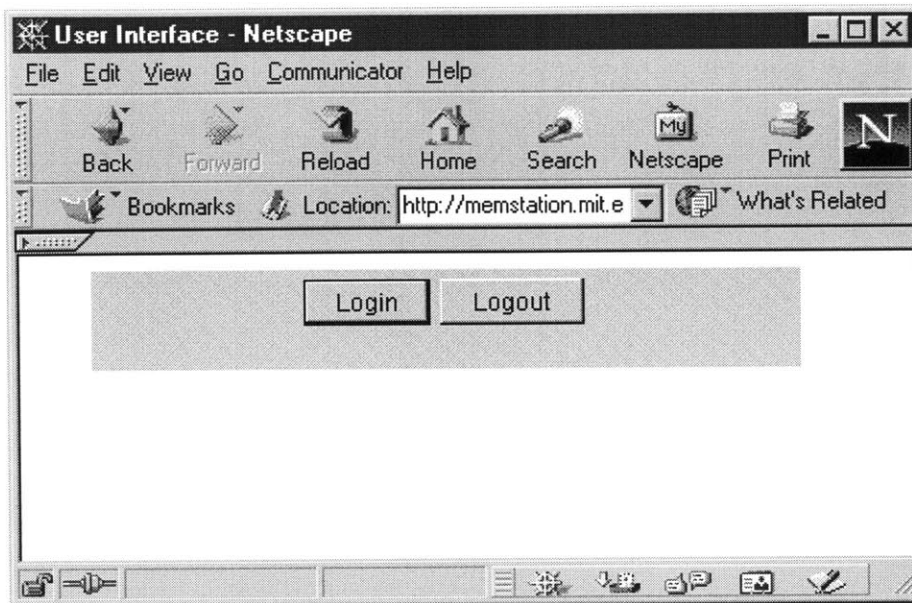 User Interface - Netscape
File Edit View Go Communicator Help
My N
Back Forward Reload Home Search Netscape Print
Bookmarks Location: http://memstation.mit.e What's Related
Login Logout